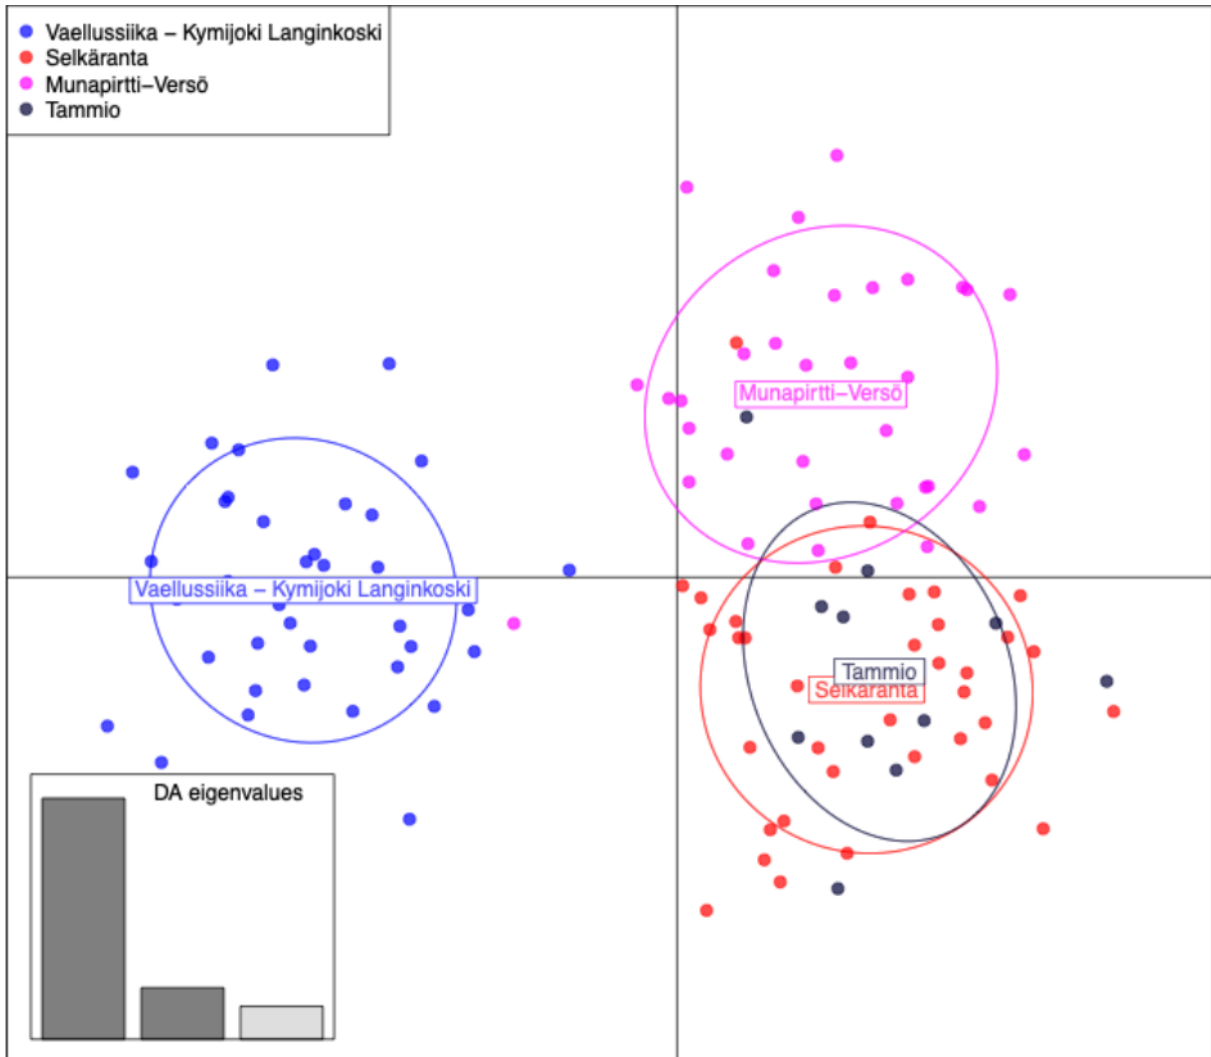 Vaellussiika – Kymijoki Langinkoski
Selkäranta
Munapirtti–Versö
Tammio
Munapirtti–Versö
Vaellussiika – Kymijoki Langinkoski
Tammio
Selkäranta
DA eigenvalues